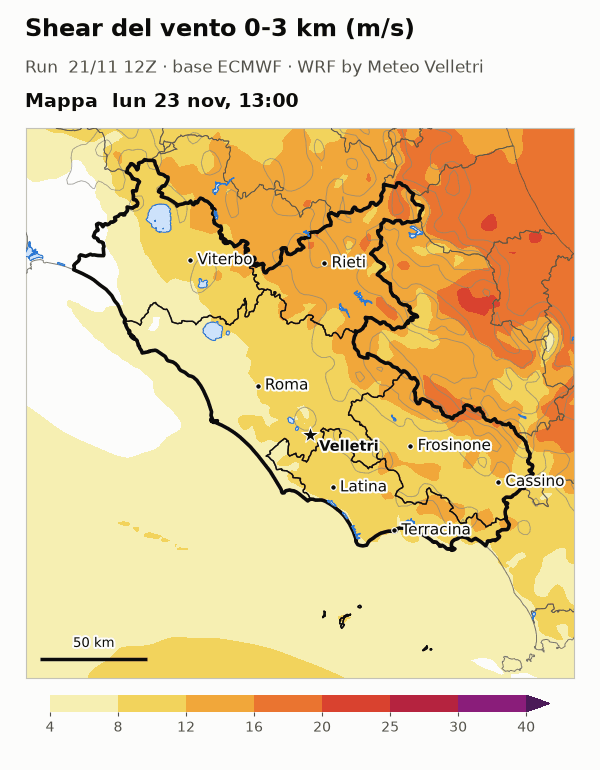 Shear del vento 0-3 km (m/s)
Run  21/11 12Z · base ECMWF · WRF by Meteo Velletri
Mappa  lun 23 nov, 13:00
Viterbo
Rieti
Roma
Velletri
Frosinone
Cassino
Latina
Terracina
50 km
4 8 12 16 20 25 30 40